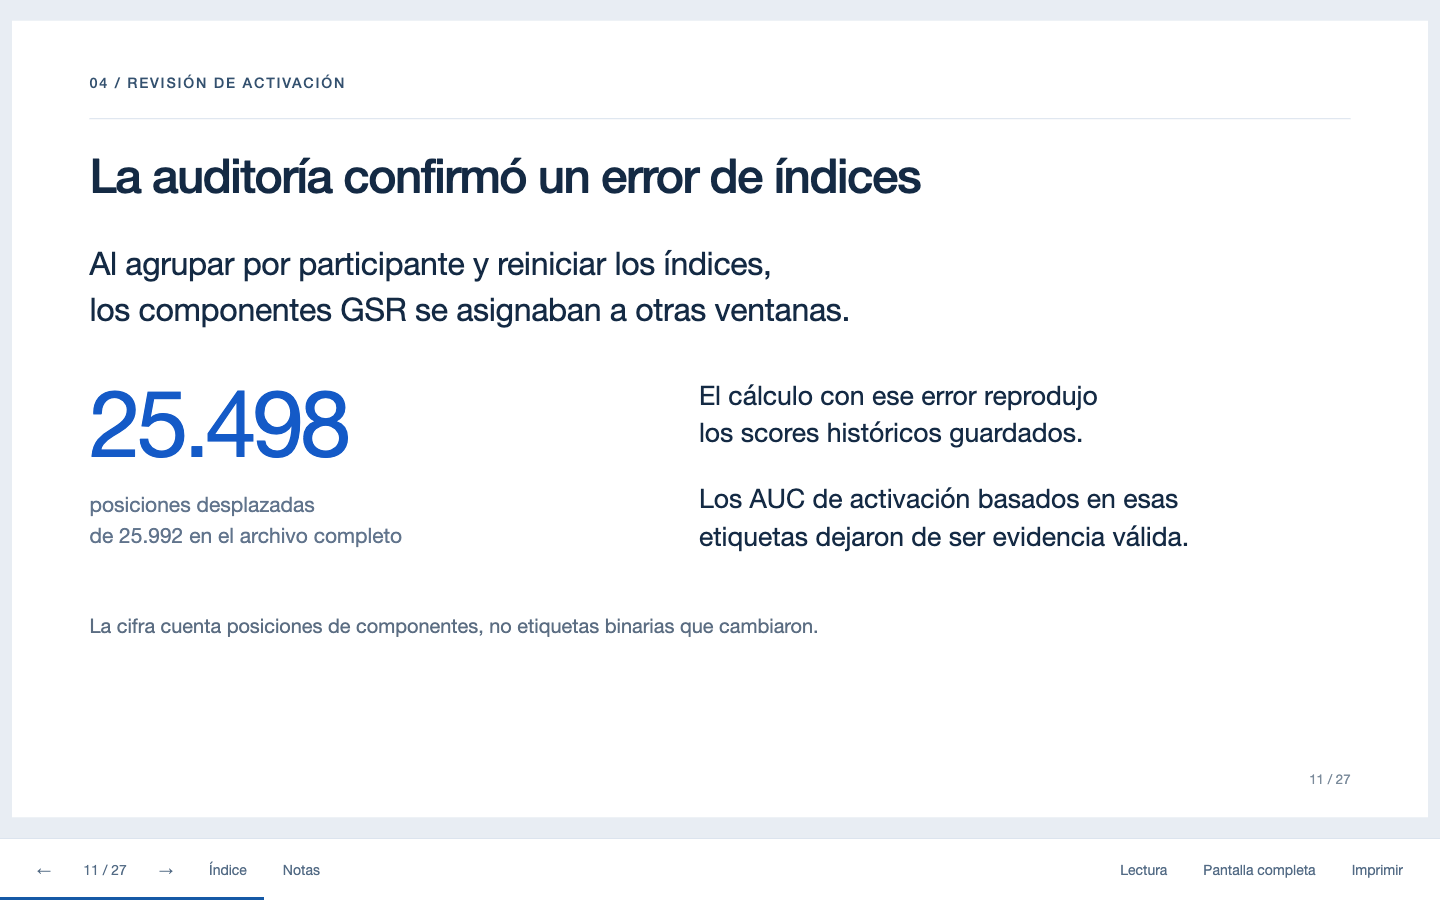 04 / REVISIÓN DE ACTIVACIÓN
La auditoría confirmó un error de índices
Al agrupar por participante y reiniciar los índices,
los componentes GSR se asignaban a otras ventanas.
25.498
posiciones desplazadas
de 25.992 en el archivo completo
El cálculo con ese error reprodujo
los scores históricos guardados.
Los AUC de activación basados en esas
etiquetas dejaron de ser evidencia válida.
La cifra cuenta posiciones de componentes, no etiquetas binarias que cambiaron.
11 / 27
← 11 / 27 → Índice Notas Lectura Pantalla completa Imprimir